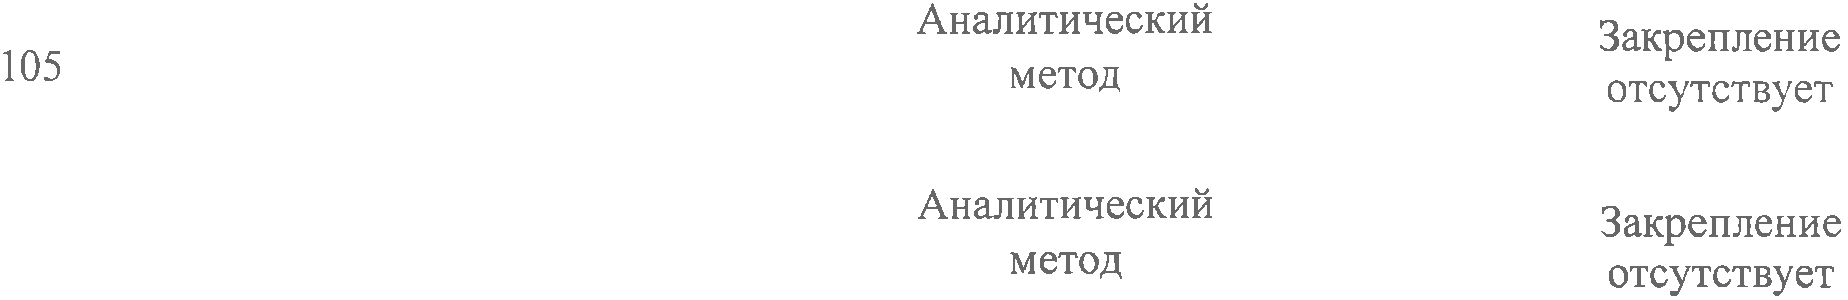 105
Аналитический
метод
Закрепление
отсутствует
Аналитический
метод
Закрепление
отсутствует